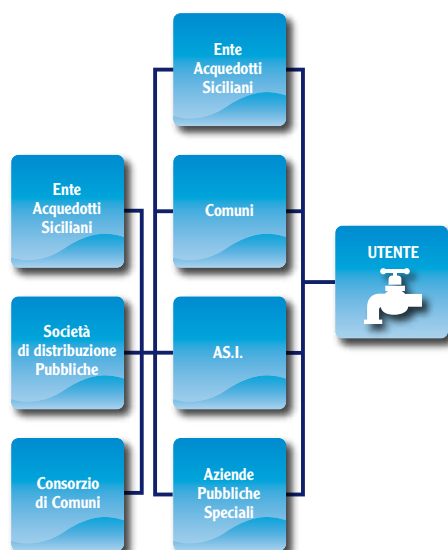 Ente
Acquedotti
Siciliani
Società
di distribuzione
Pubbliche
Consorzio
di Comuni
Ente
Acquedotti
Siciliani
Comuni
AS.I.
Aziende
Pubbliche
Speciali
UTENTE